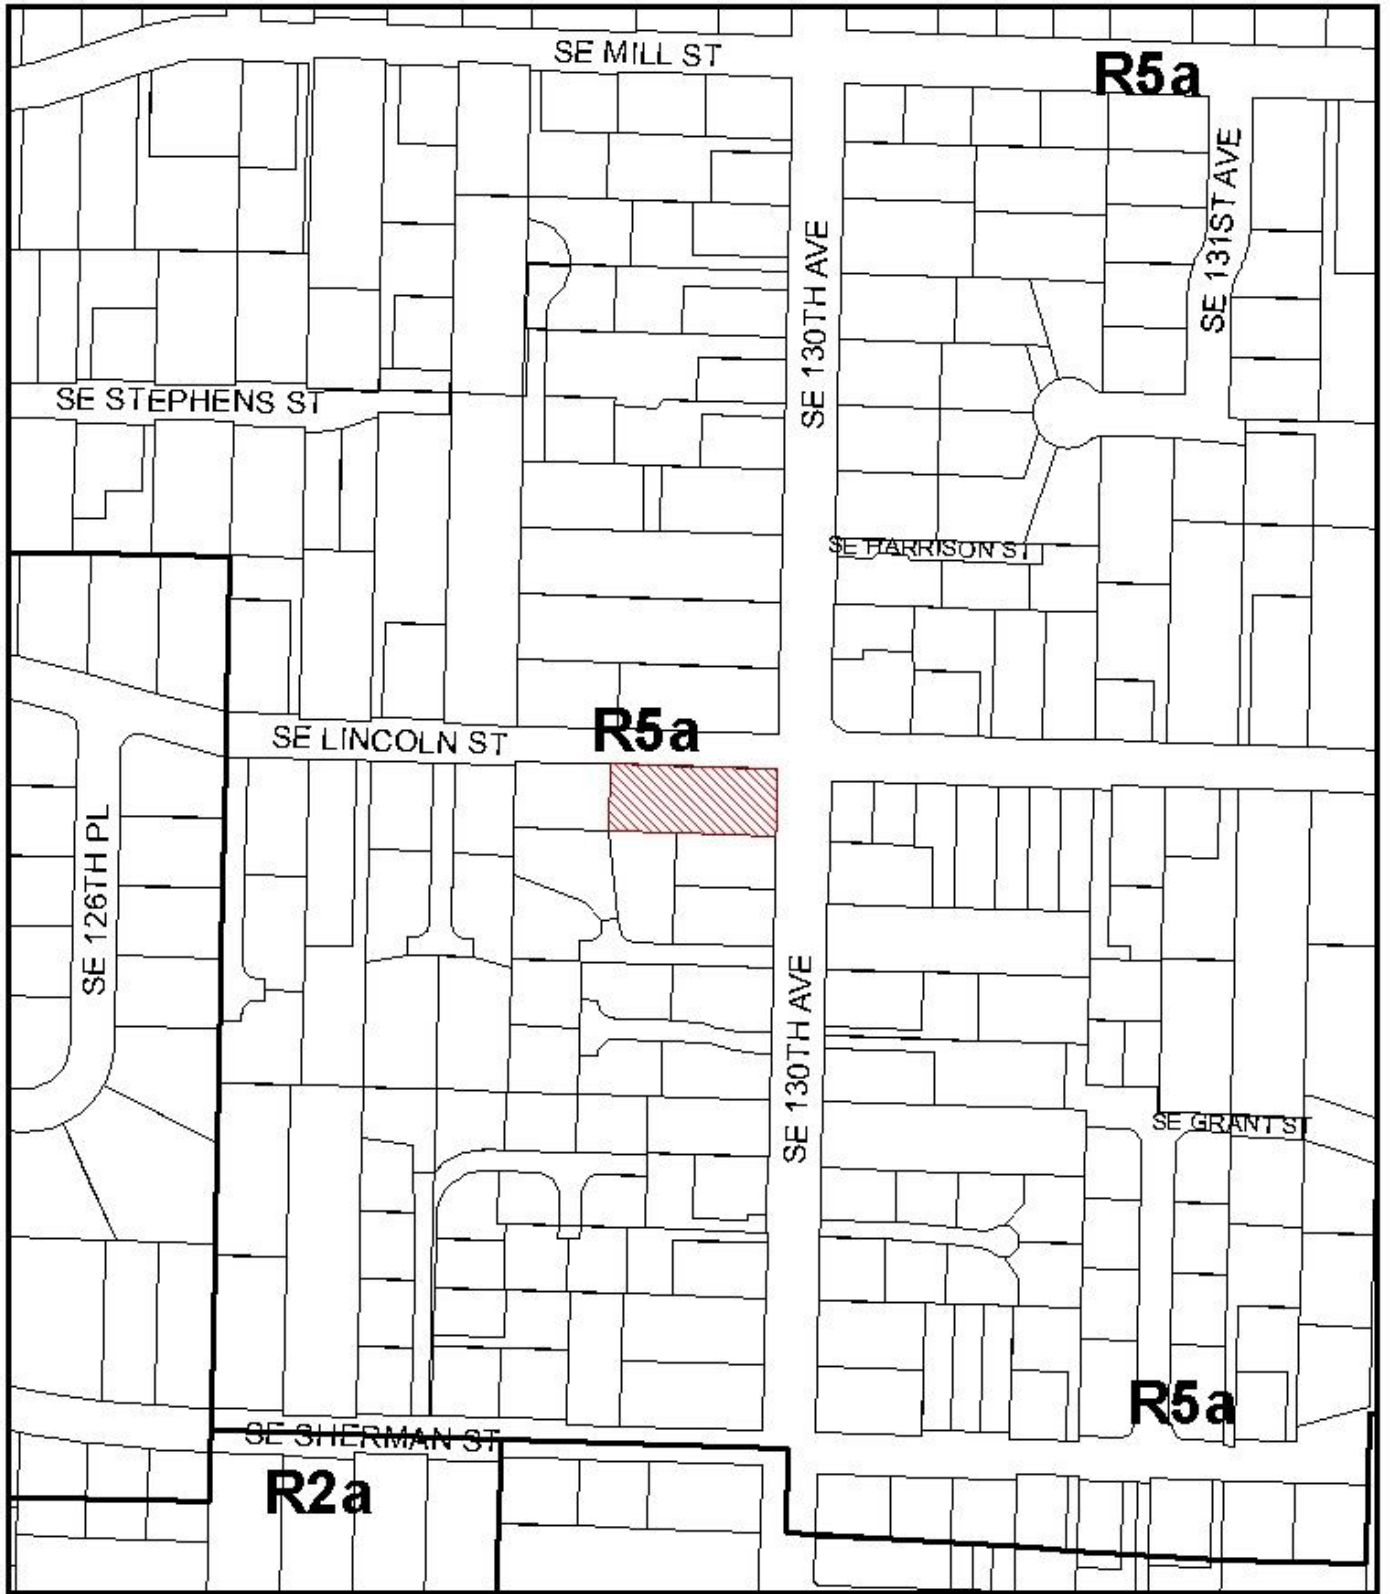 SE MILL ST
R5a
SE 131ST AVE
SE 130TH AVE
SE STEPHENS ST
SE HARRISON ST
R5a
SE LINCOLN ST
SE 126TH PL
SE 130TH AVE
SE GRANT ST
R5a
SE SHERMAN ST
R2a